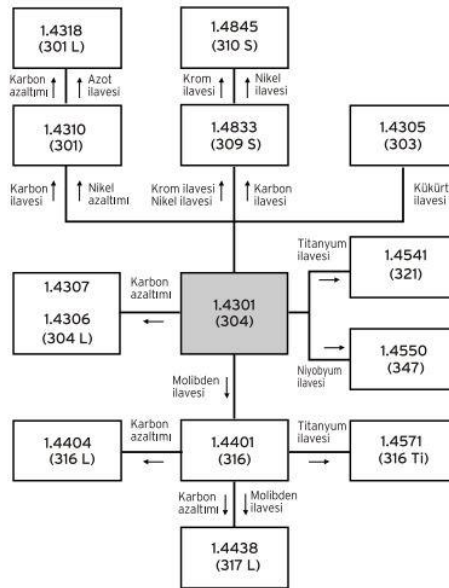 1.4318
(301 L)
1.4845
(310 S)
Karbon
azaltımı
Azot
ilavesi
Krom
ilavesi
Nikel
ilavesi
1.4310
(301)
1.4833
(309 S)
1.4305
(303)
Karbon
ilavesi
Nikel
azaltımı
Krom ilavesi
Nikel ilavesi
Karbon
ilavesi
Kükürt
ilavesi
Titanyum
ilavesi
1.4541
(321)
1.4307
1.4306
(304 L)
Karbon
azaltımı
1.4301
(304)
1.4550
(347)
Niyobyum
ilavesi
Molibden
ilavesi
1.4404
(316 L)
Karbon
azaltımı
1.4401
(316)
Titanyum
ilavesi
1.4571
(316 Ti)
Karbon
azaltımı
Molibden
ilavesi
1.4438
(317 L)